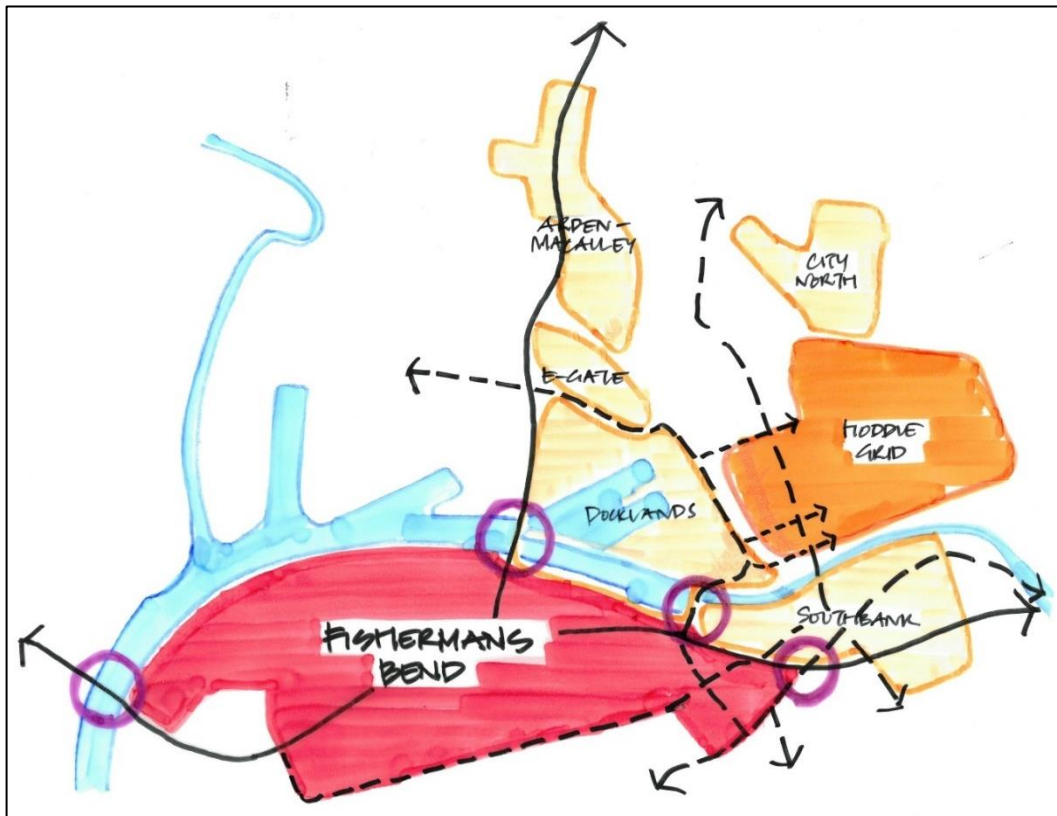 ARDEN-
MACAULEY
CITY
NORTH
E-GATE
HODDLE
GRID
DOCKLANDS
SOUTHBANK
FISHERMANS
BEND